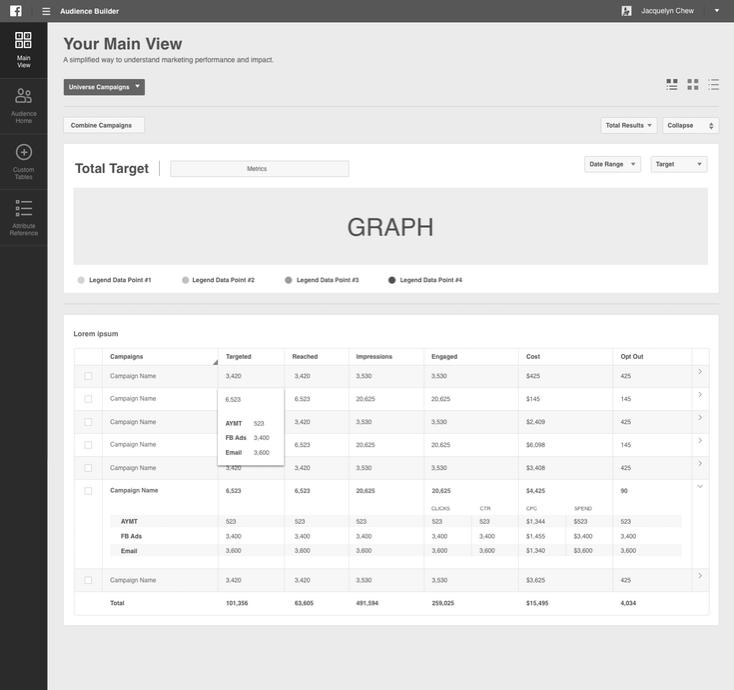 Audience Builder
Jacquelyn Chew
Main
View
Audience
Home
Custom
Tables
Attribute
Reference
Your Main View
A simplified way to understand marketing performance and impact.
Universe Campaigns
Combine Campaigns
Total Results
Collapse
Total Target
Metrics
Date Range
Target
GRAPH
Legend Data Point #1
Legend Data Point #2
Legend Data Point #3
Legend Data Point #4
Lorem ipsum
Campaigns Targeted Reached Impressions Engaged Cost Opt Out
Campaign Name 3,420 3,420 3,530 3,530 $425 425
Campaign Name 6,523 6,523 20,625 20,625 $145 145
Campaign Name AYMT 523 3,420 3,530 3,530 $2,409 425
Campaign Name FB Ads 3,400 6,523 20,625 20,625 $6,098 145
Email 3,600
Campaign Name 3,420 3,420 3,530 3,530 $3,408 425
Campaign Name 6,523 6,523 20,625 20,625 $4,425 90
CLICKS CTR CPC SPEND
AYMT 523 523 523 523 523 $1,344 $523 523
FB Ads 3,400 3,400 3,400 3,400 3,400 $1,455 $3,400 3,400
Email 3,600 3,600 3,600 3,600 3,600 $1,340 $3,600 3,600
Campaign Name 3,420 3,420 3,530 3,530 $3,625 425
Total 101,356 63,605 491,594 259,025 $15,495 4,034